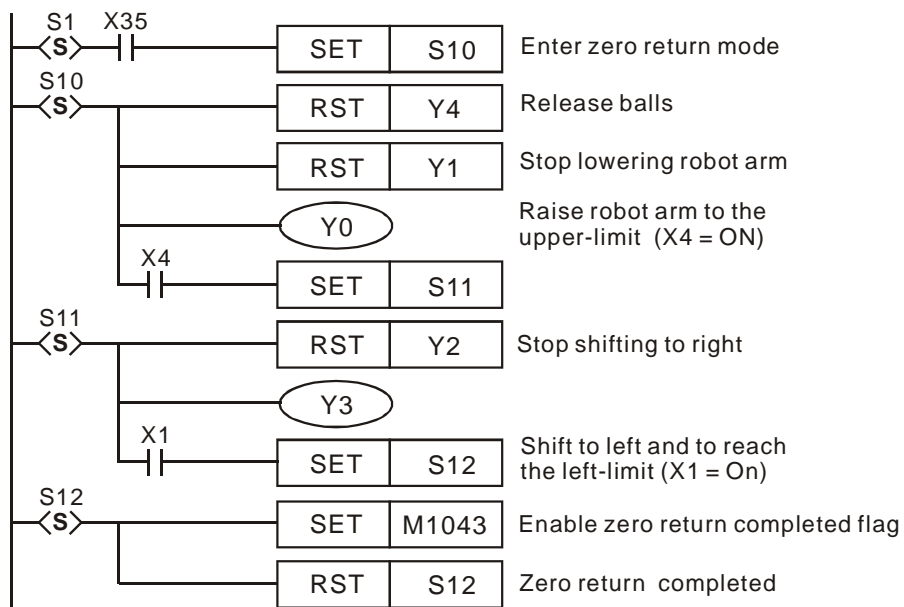 S1 X35
S SET S10 Enter zero return mode
S10
S RST Y4 Release balls
RST Y1 Stop lowering robot arm
Y0 Raise robot arm to the
upper-limit (X4 = ON)
X4
SET S11
S11
S RST Y2 Stop shifting to right
Y3
X1
SET S12 Shift to left and to reach
the left-limit (X1 = On)
S12
S SET M1043 Enable zero return completed flag
RST S12 Zero return completed